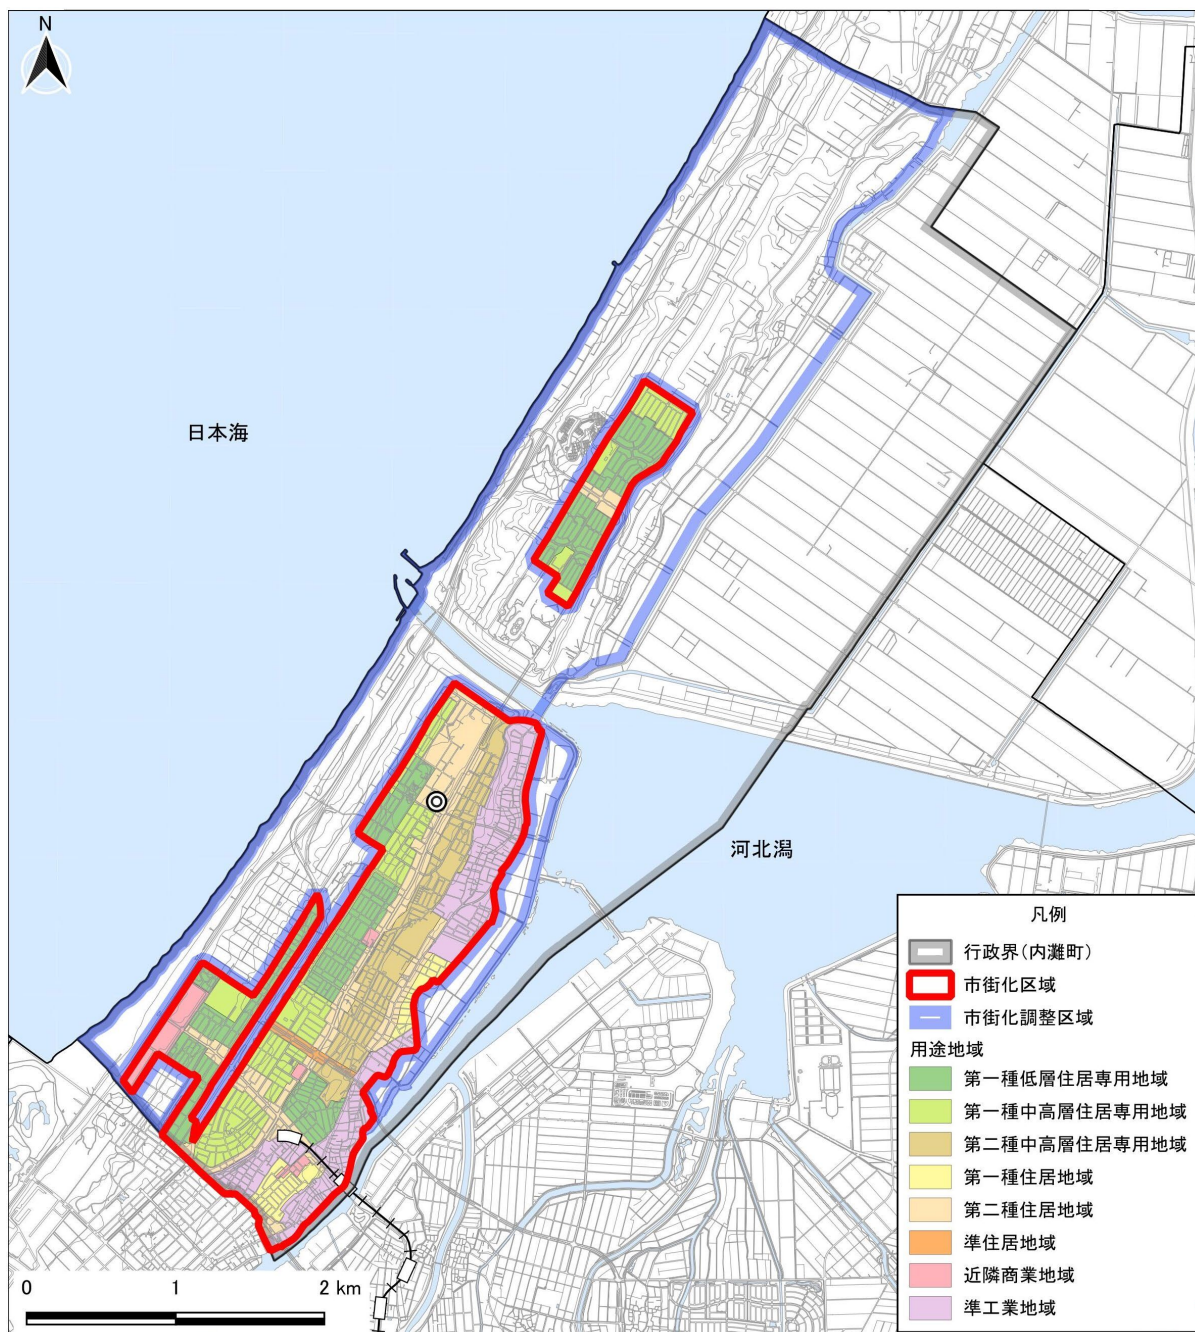 N
日本海
河北潟
凡例
行政界(内灘町)
市街化区域
市街化調整区域
用途地域
第一種低層住居専用地域
第一種中高層住居専用地域
第二種中高層住居専用地域
第一種住居地域
第二種住居地域
準住居地域
近隣商業地域
準工業地域
0 1 2 km